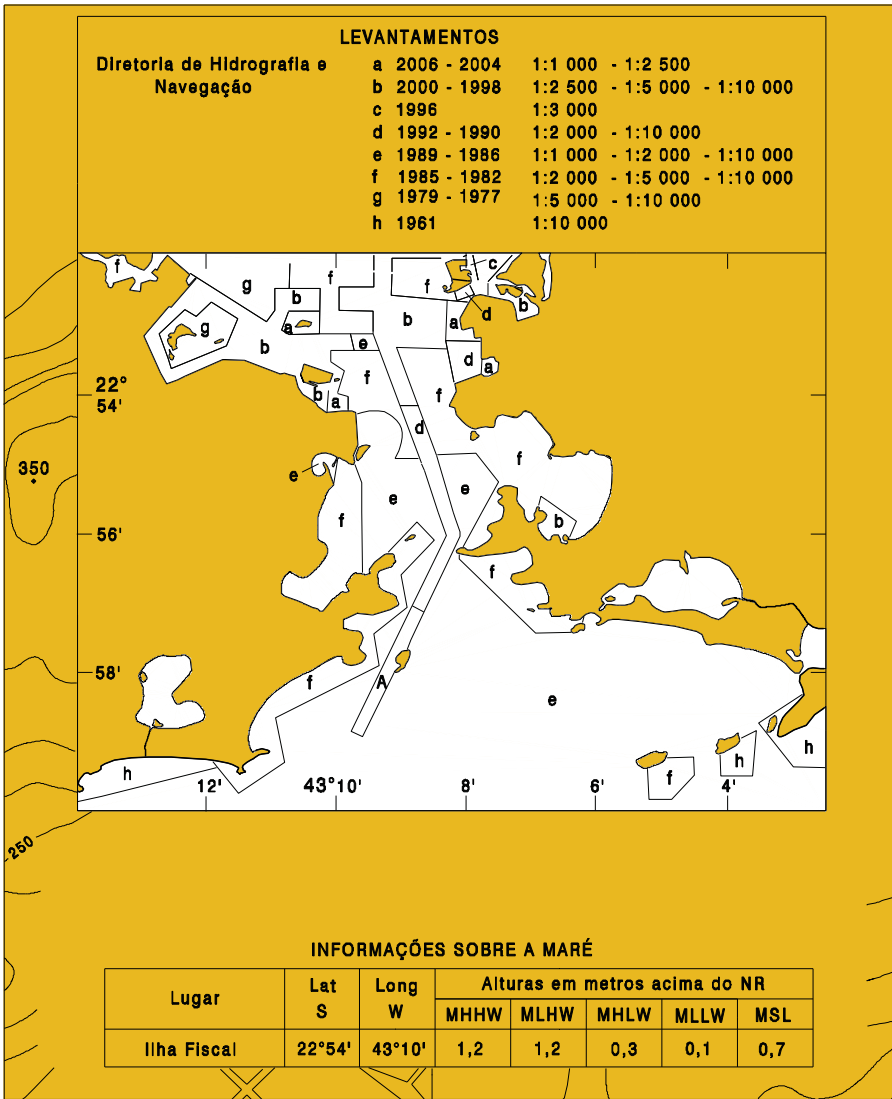 LEVANTAMENTOS
Diretoria de Hidrografia e
Navegação
a 2006 - 2004 1:1 000 - 1:2 500
b 2000 - 1998 1:2 500 - 1:5 000 - 1:10 000
c 1996 1:3 000
d 1992 - 1990 1:2 000 - 1:10 000
e 1989 - 1986 1:1 000 - 1:2 000 - 1:10 000
f 1985 - 1982 1:2 000 - 1:5 000 - 1:10 000
g 1979 - 1977 1:5 000 - 1:10 000
h 1961 1:10 000
f g f f c
b b d b
g a a
b e d a
f
22°
54'
b a f
d
350
e f
e e
f b
56'
f
58'
f A
e
h h h
f
12' 43°10' 8' 6' 4'
250
INFORMAÇÕES SOBRE A MARÉ
Lugar Lat S Long W Alturas em metros acima do NR
MHHW MLHW MHLW MLLW MSL
Ilha Fiscal 22°54' 43°10' 1,2 1,2 0,3 0,1 0,7